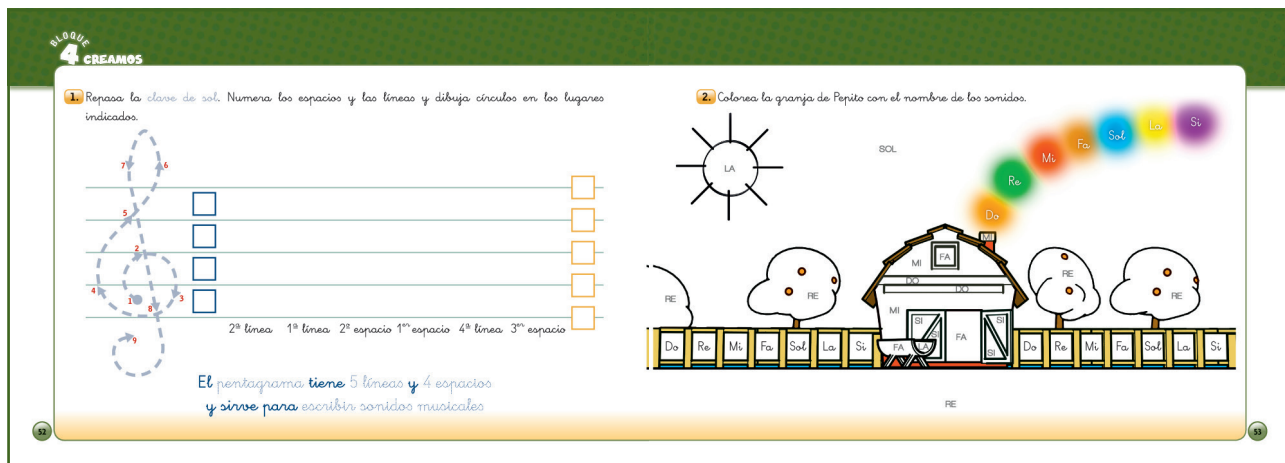 BLOQUE
4 CREAMOS
1. Repasa la clave de sol. Numera los espacios y las líneas y dibuja círculos en los lugares
indicados.
7
6
5
2
4
1
3
8
9
2ª línea 1ª línea 2º espacio 1er espacio 4ª línea 3er espacio
El pentagrama tiene 5 líneas y 4 espacios
y sirve para escribir sonidos musicales
52
2. Colorea la granja de Pepito con el nombre de los sonidos.
Si
La
Sol
Fa
Mi
Re
Do
SOL
LA
MI
MI
FA
DO
DO
RE
RE
RE
RE
MI
SI
SI
FA
SI
SI
FA
LA
Do Re Mi Fa Sol La Si
Do Re Mi Fa Sol La Si
RE
53